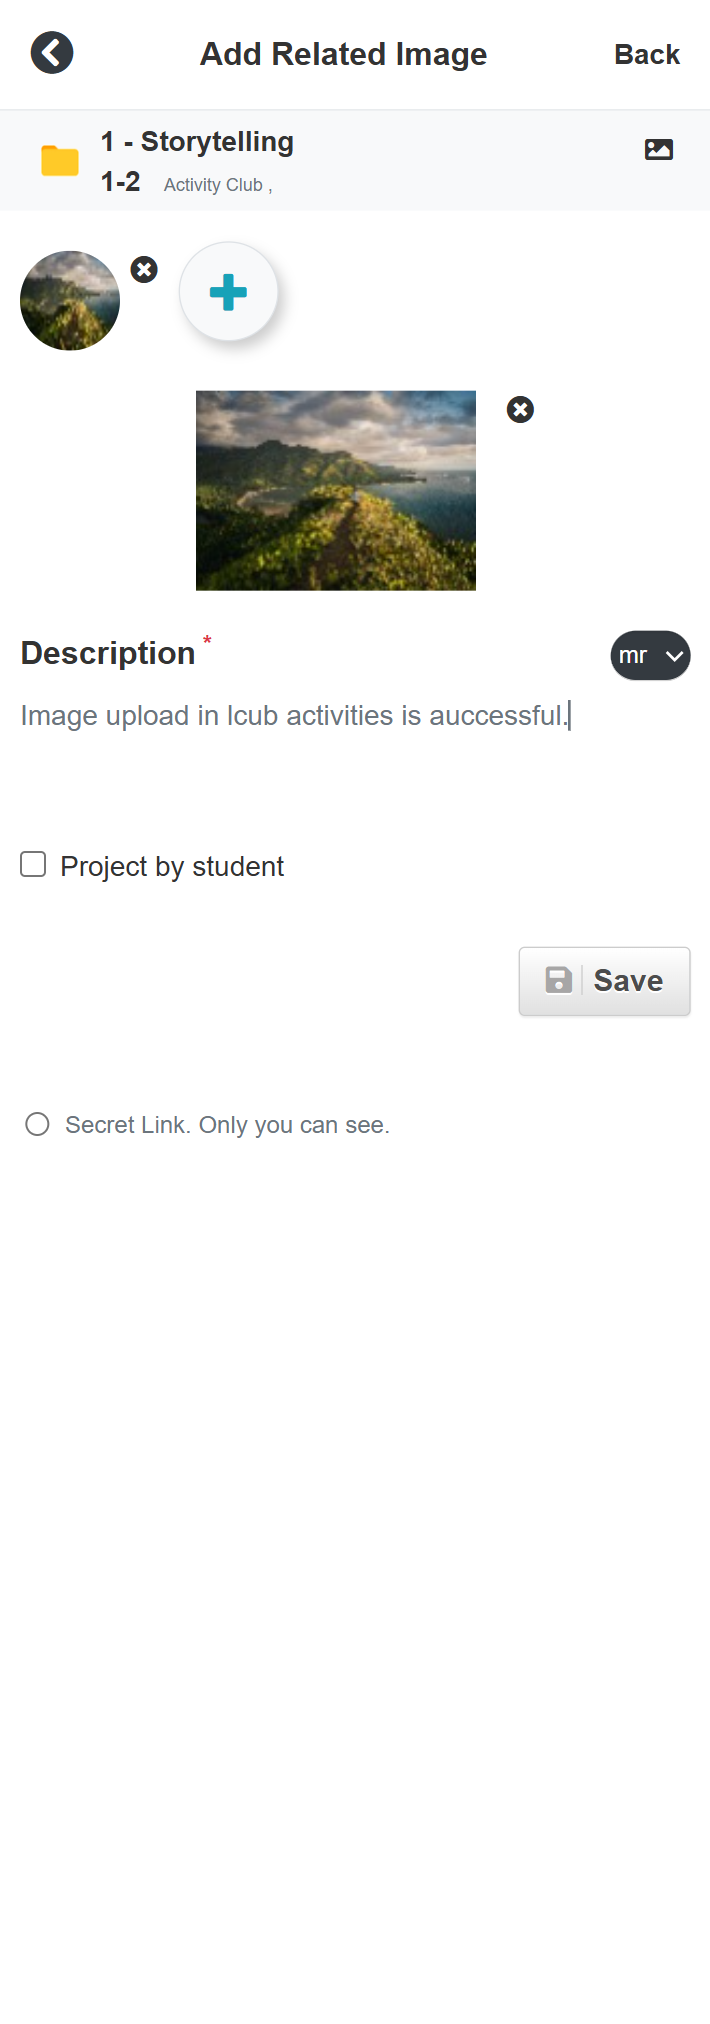 Add Related Image
Back
1 - Storytelling
1-2 Activity Club ,
Description *
mr
Image upload in lcub activities is auccessful.
Project by student
Save
Secret Link. Only you can see.